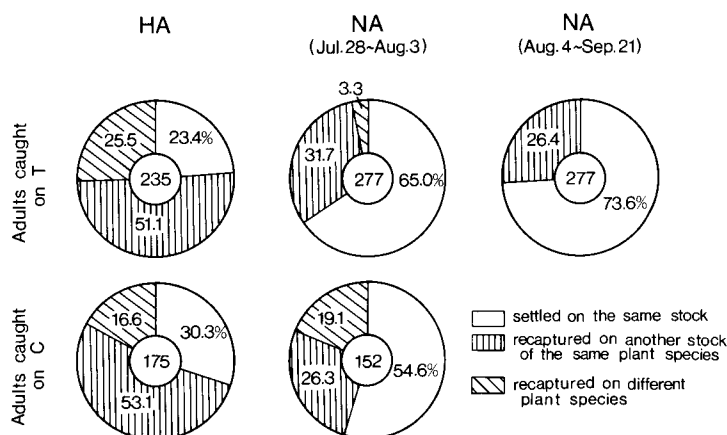 HA
NA
(Jul.28~Aug.3)
NA
(Aug.4~Sep.21)
Adults caught
on T
25.5
23.4%
235
51.1
3.3
31.7
277
65.0%
26.4
277
73.6%
Adults caught
on C
16.6
30.3%
175
53.1
19.1
152
26.3
54.6%
settled on the same stock
recaptured on another stock
of the same plant species
recaptured on different
plant species